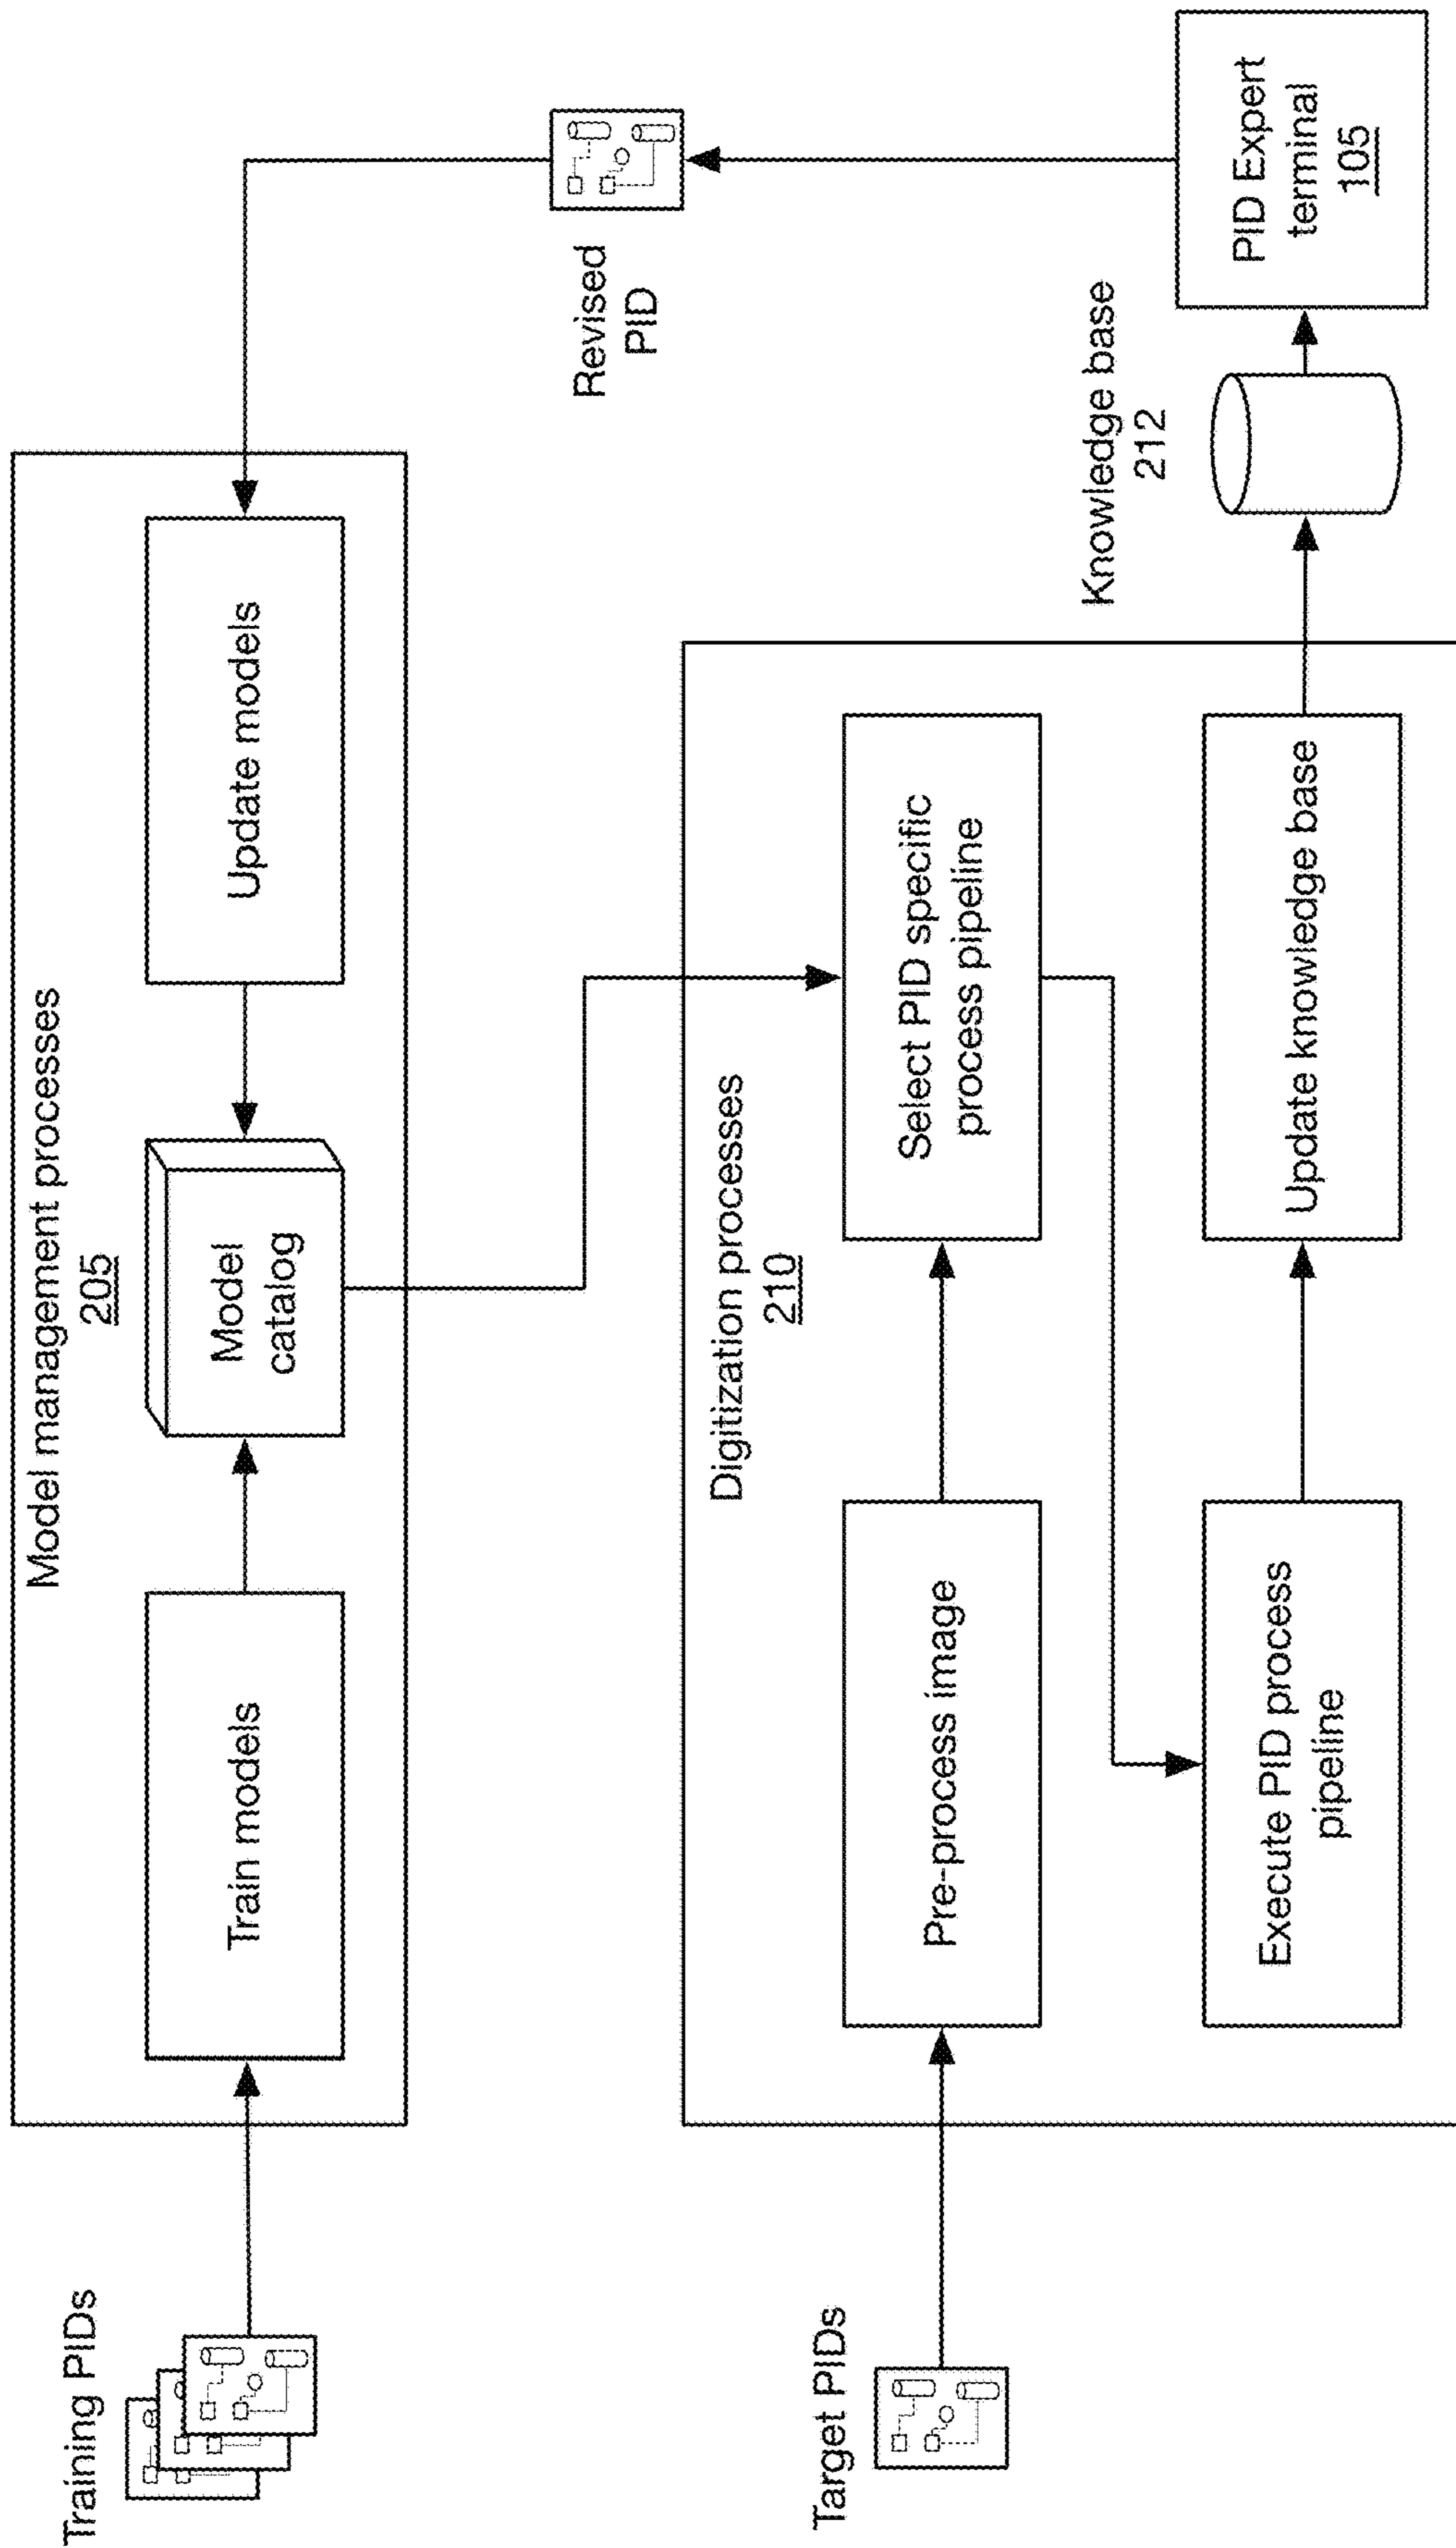 Training PIDs
Model management processes
205
Train models
Model
catalog
Update models
Revised
PID
Target PIDs
Digitization processes
210
Pre-process image
Select PID specific
process pipeline
Execute PID process
pipeline
Update knowledge base
Knowledge base
212
PID Expert
terminal
105